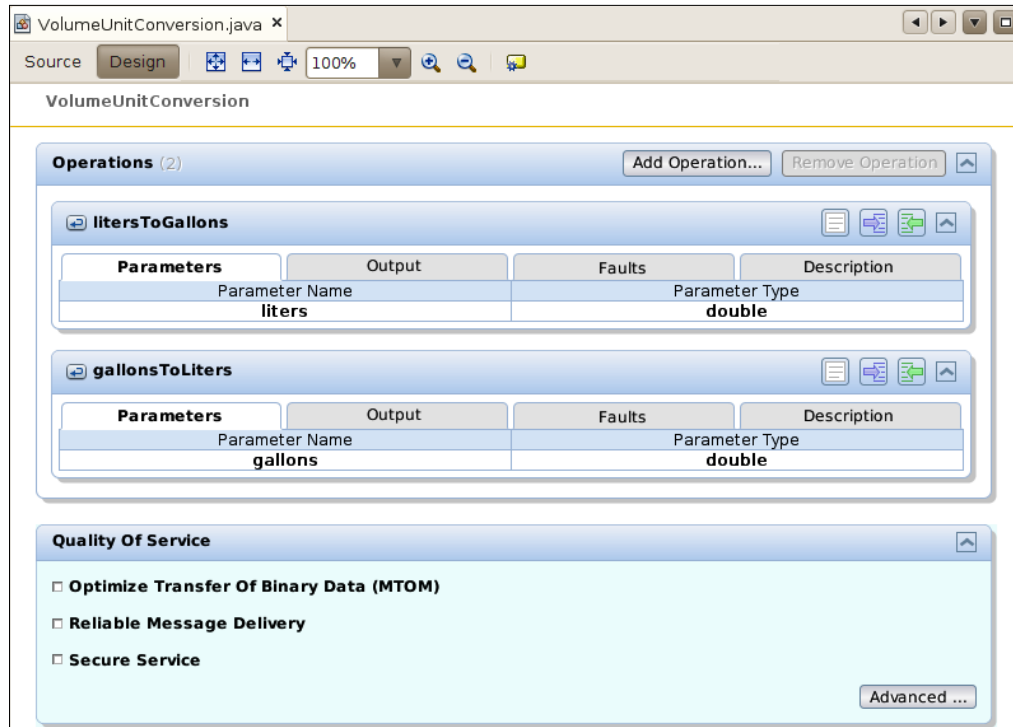 VolumeUnitConversion.java ×
Source Design 100%
VolumeUnitConversion
Operations (2) Add Operation... Remove Operation
litersToGallons
Parameters Output Faults Description
Parameter Name Parameter Type
liters double
gallonsToLiters
Parameters Output Faults Description
Parameter Name Parameter Type
gallons double
Quality Of Service
Optimize Transfer Of Binary Data (MTOM)
Reliable Message Delivery
Secure Service
Advanced ...